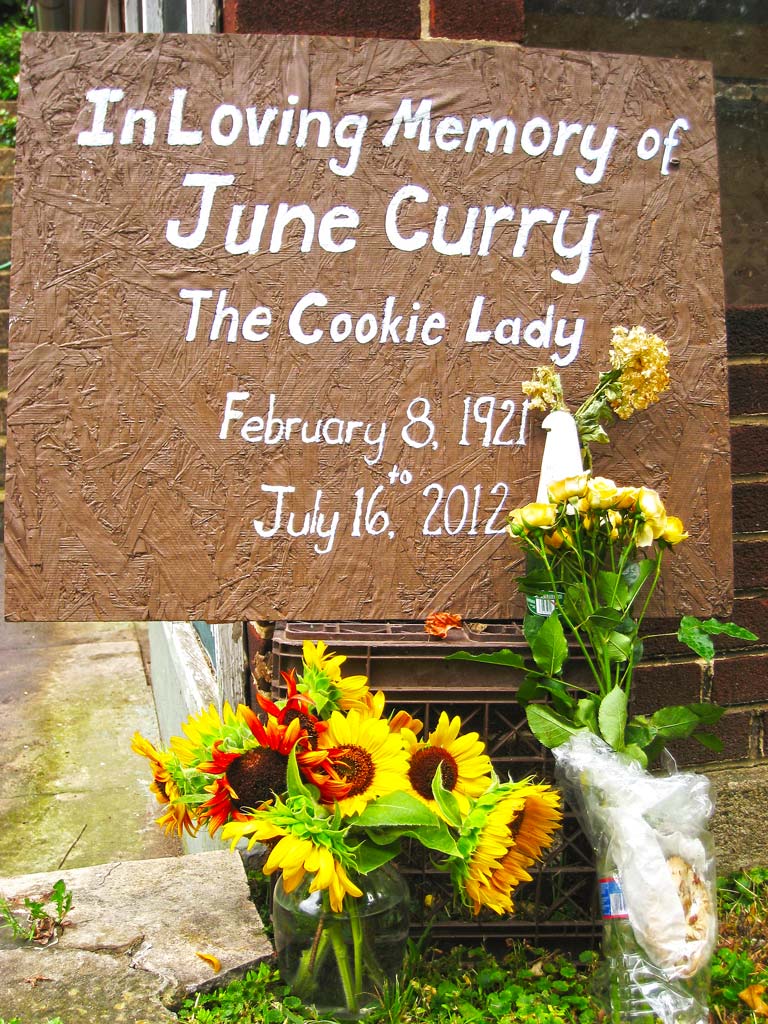 In Loving Memory of
June Curry
The Cookie Lady
February 8, 1921
to
July 16, 2012